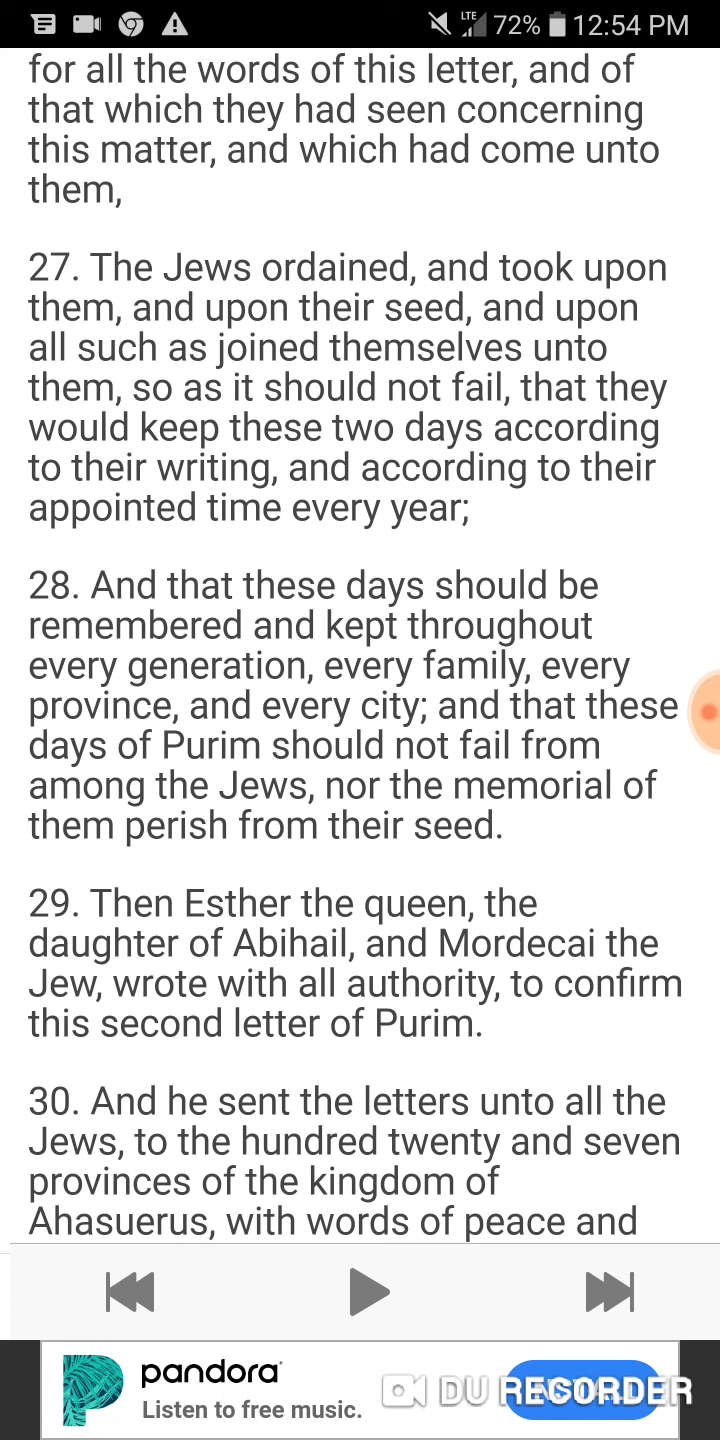 LTE 72% 12:54 PM
for all the words of this letter, and of
that which they had seen concerning
this matter, and which had come unto
them,
27. The Jews ordained, and took upon
them, and upon their seed, and upon
all such as joined themselves unto
them, so as it should not fail, that they
would keep these two days according
to their writing, and according to their
appointed time every year;
28. And that these days should be
remembered and kept throughout
every generation, every family, every
province, and every city; and that these
days of Purim should not fail from
among the Jews, nor the memorial of
them perish from their seed.
29. Then Esther the queen, the
daughter of Abihail, and Mordecai the
Jew, wrote with all authority, to confirm
this second letter of Purim.
30. And he sent the letters unto all the
Jews, to the hundred twenty and seven
provinces of the kingdom of
Ahasuerus, with words of peace and
pandora
Listen to free music.
DU RECORDER